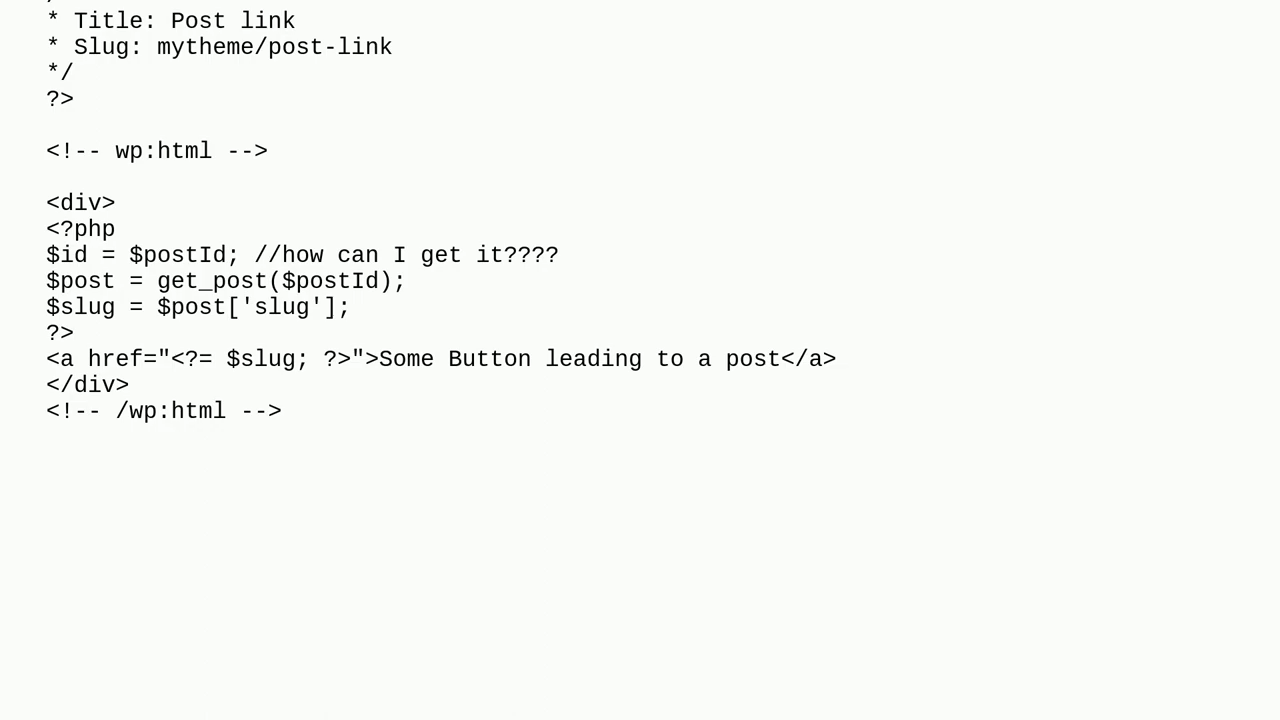 * Title: Post link
* Slug: mytheme/post-link
*/
?>
<!-- wp:html -->
<div>
<?php
$id = $postId; //how can I get it????
$post = get_post($postId);
$slug = $post['slug'];
?>
<a href="<?= $slug; ?>">Some Button leading to a post</a>
</div>
<!-- /wp:html -->